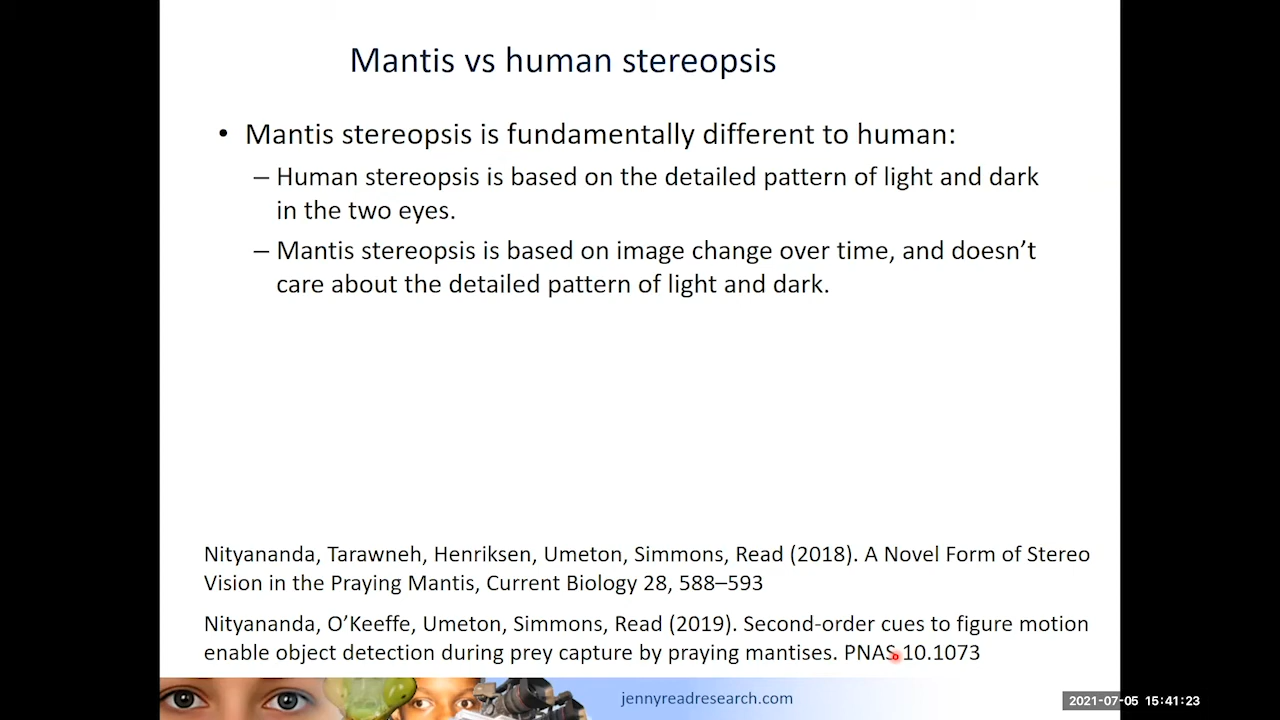 Mantis vs human stereopsis
• Mantis stereopsis is fundamentally different to human:
– Human stereopsis is based on the detailed pattern of light and dark
in the two eyes.
– Mantis stereopsis is based on image change over time, and doesn’t
care about the detailed pattern of light and dark.
Nityananda, Tarawneh, Henriksen, Umeton, Simmons, Read (2018). A Novel Form of Stereo
Vision in the Praying Mantis, Current Biology 28, 588–593
Nityananda, O’Keeffe, Umeton, Simmons, Read (2019). Second-order cues to figure motion
enable object detection during prey capture by praying mantises. PNAS 10.1073
jennyreadresearch.com
2021-07-05 15:41:23